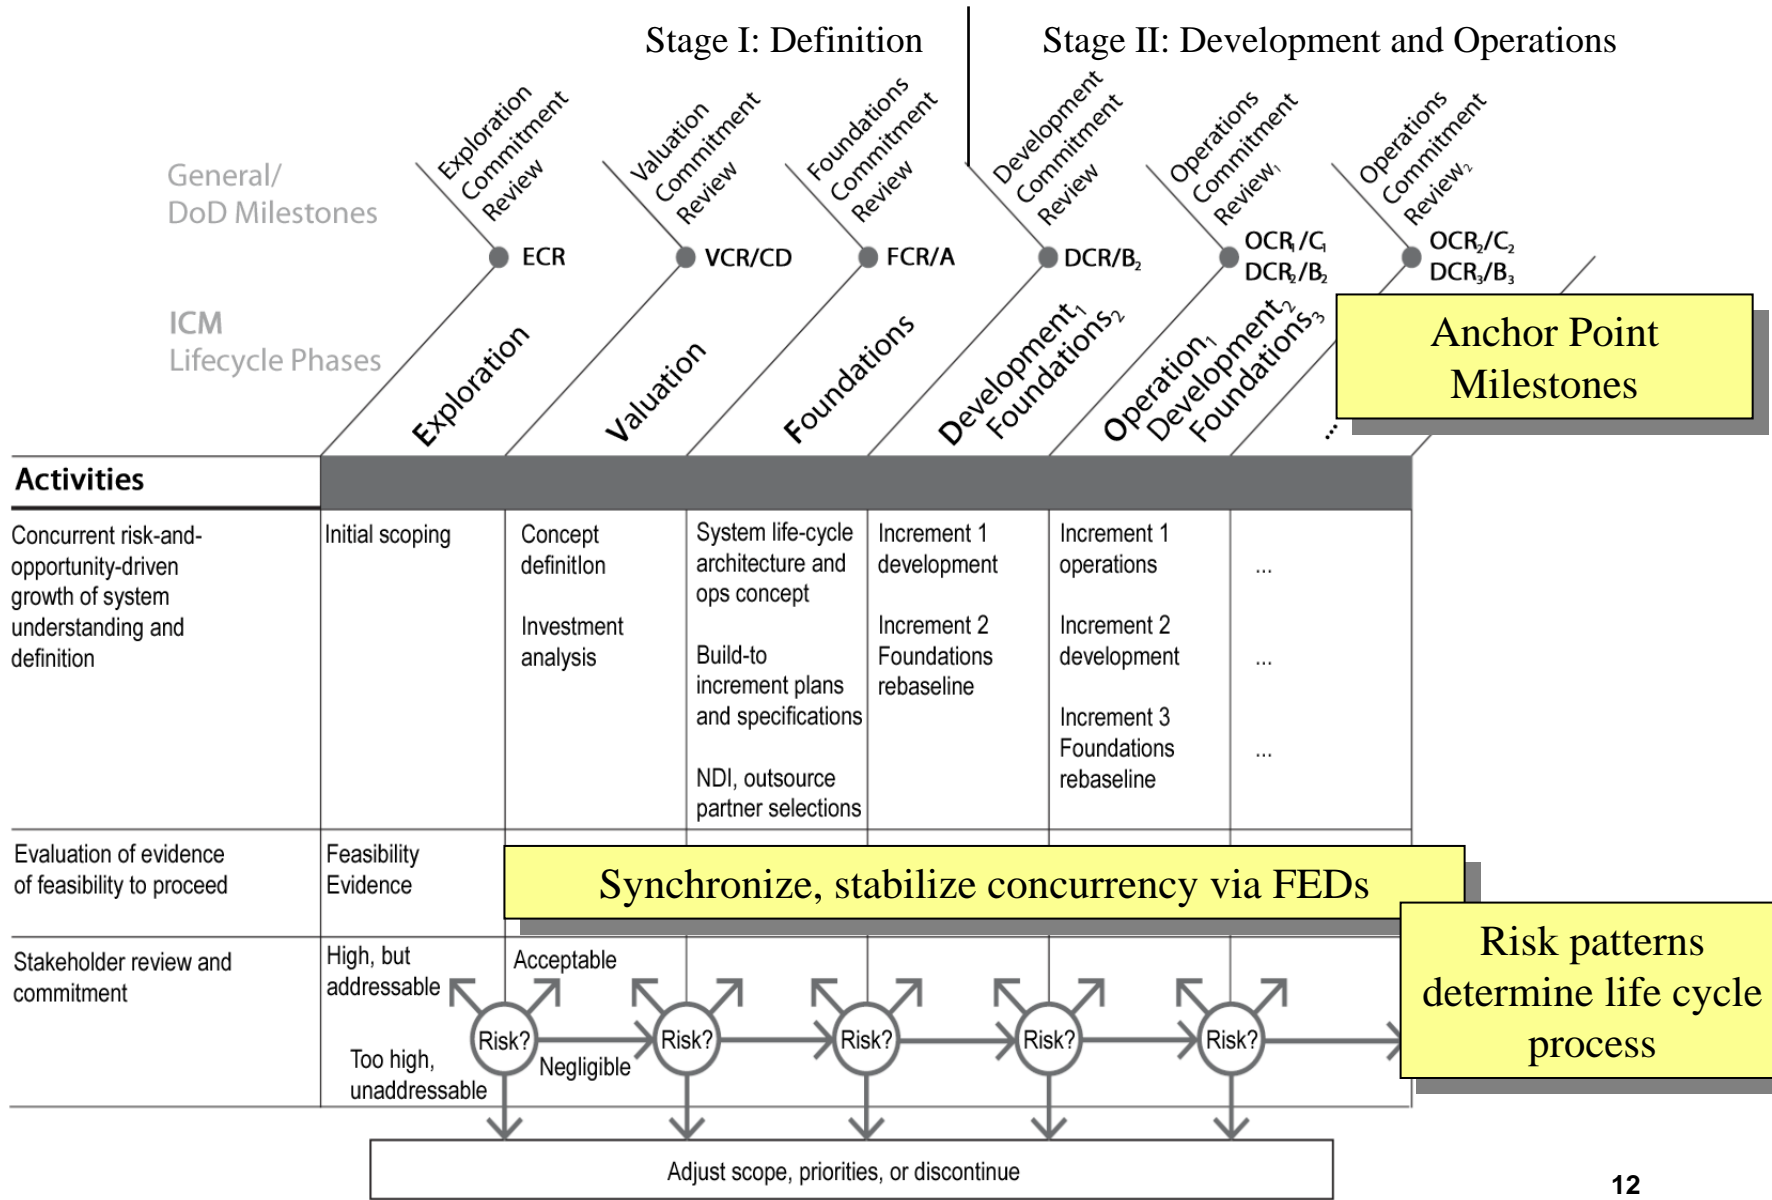 Stage I: Definition
Stage II: Development and Operations
General/
DoD Milestones
Exploration
Commitment
Review
Valuation
Commitment
Review
Foundations
Commitment
Review
Development
Commitment
Review
Operations
Commitment
Review₁
Operations
Commitment
Review₂
ECR
VCR/CD
FCR/A
DCR/B₂
OCR₁/C₁
DCR₂/B₂
OCR₂/C₂
DCR₃/B₃
ICM
Lifecycle Phases
Exploration
Valuation
Foundations
Development₁
Foundations₂
Operation₁
Development₂
Foundations₃
...
Anchor Point
Milestones
Activities
Concurrent risk-and-
opportunity-driven
growth of system
understanding and
definition
Initial scoping
Concept
definition
Investment
analysis
System life-cycle
architecture and
ops concept
Build-to
increment plans
and specifications
NDI, outsource
partner selections
Increment 1
development
Increment 2
Foundations
rebaseline
Increment 1
operations
Increment 2
development
Increment 3
Foundations
rebaseline
...
...
...
Evaluation of evidence
of feasibility to proceed
Feasibility
Evidence
Synchronize, stabilize concurrency via FEDs
Stakeholder review and
commitment
High, but
addressable
Acceptable
Too high,
unaddressable
Negligible
Risk?
Risk?
Risk?
Risk?
Risk?
Risk patterns
determine life cycle
process
Adjust scope, priorities, or discontinue
12